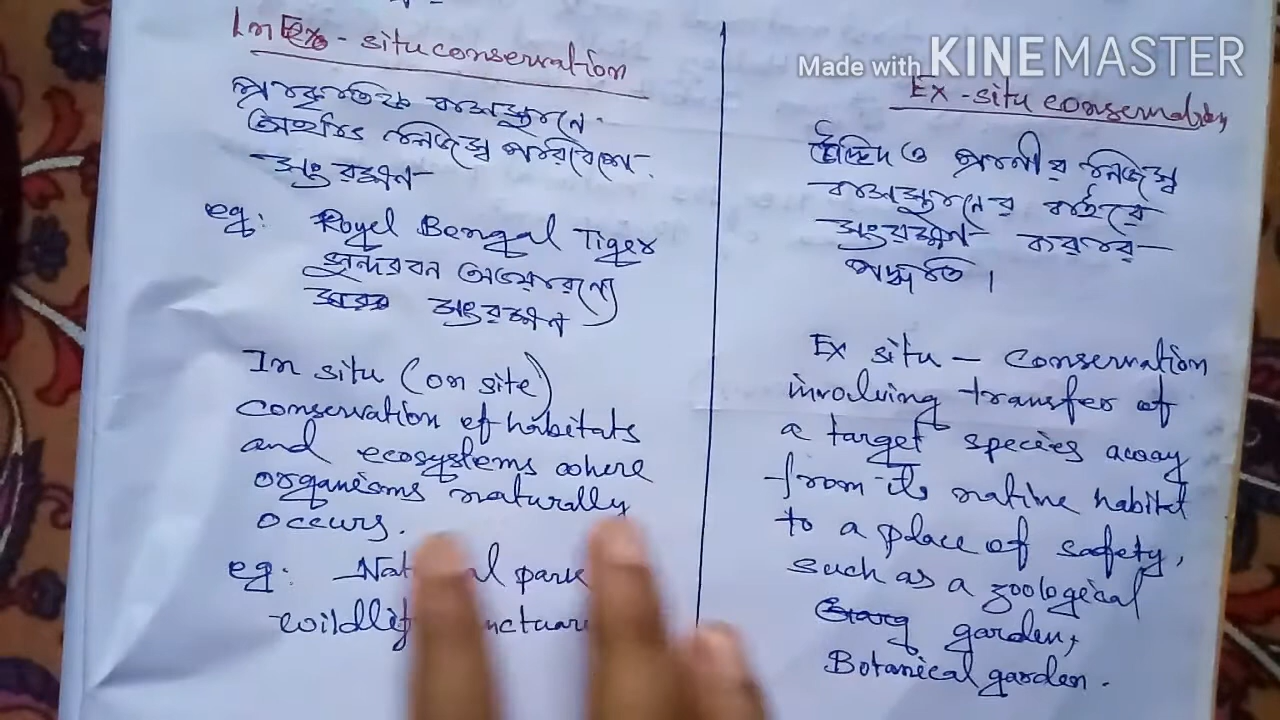 Made with KINEMASTER
In - situ conservation
প্রাকৃতিক বাসস্থানে
অর্থাৎ নিজস্ব পরিবেশে
সংরক্ষণ
eg: Royel Bengal Tiger
সুন্দরবন অভয়ারণ্যে
সংরক্ষণ
In situ (on site)
conservation of habitats
and ecosystems where
organisms naturally
occurs.
eg: park
Ex - situ conservation
উদ্ভিদ ও প্রাণীর নিজস্ব
বাসস্থানের বাইরে
সংরক্ষণ করার
পদ্ধতি।
Ex situ – Conservation
involving transfer of
a target species away
from its native habitet
to a place of safety,
such as a zoological
garden,
Botanical garden.